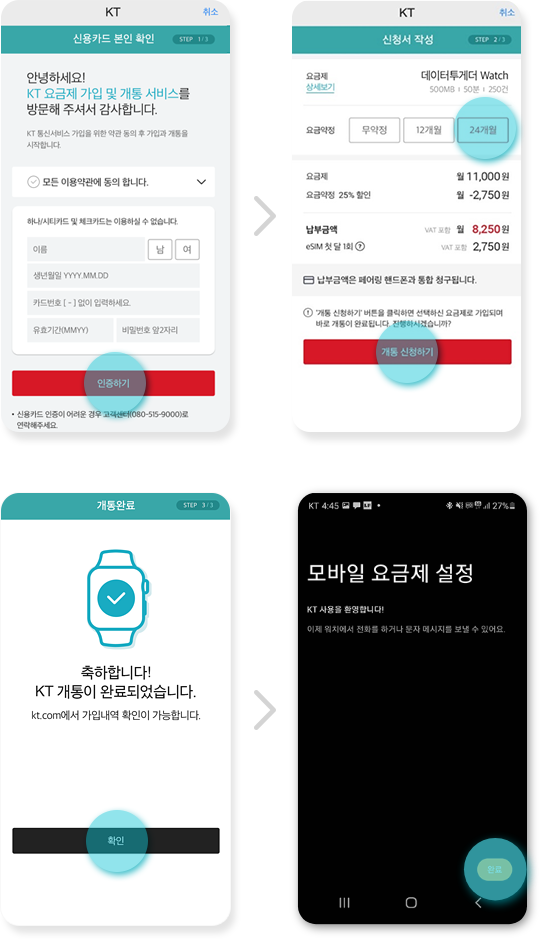 KT
취소
신용카드 본인 확인
STEP 1/3
안녕하세요!
KT 요금제 가입 및 개통 서비스를
방문해 주셔서 감사합니다.
KT 통신서비스 가입을 위한 약관 동의 후 가입과 개통을
시작합니다.
모든 이용약관에 동의 합니다.
하나/시티카드 및 체크카드는 이용하실 수 없습니다.
이름
남
여
생년월일 YYYY.MM.DD
카드번호 [ - ] 없이 입력하세요.
유효기간(MMYY)
비밀번호 앞2자리
인증하기
• 신용카드 인증이 어려운 경우 고객센터(080-515-9000)로
연락해주세요.
KT
취소
신청서 작성
STEP 2/3
요금제
데이터투게더 Watch
상세보기
500MB I 50분 I 250건
요금약정
무약정
12개월
24개월
요금제
월 11,000원
요금약정 25% 할인
월 -2,750원
납부금액
VAT 포함 월 8,250원
eSIM 첫 달 1회 ?
VAT 포함 2,750원
납부금액은 페어링 핸드폰과 통합 청구됩니다.
'개통 신청하기' 버튼을 클릭하면 선택하신 요금제로 가입되며
바로 개통이 완료됩니다. 진행하시겠습니까?
개통 신청하기
개통완료
STEP 3/3
축하합니다!
KT 개통이 완료되었습니다.
kt.com에서 가입내역 확인이 가능합니다.
확인
KT 4:45
27%
모바일 요금제 설정
KT 사용을 환영합니다!
이제 워치에서 전화를 하거나 문자 메시지를 보낼 수 있어요.
완료